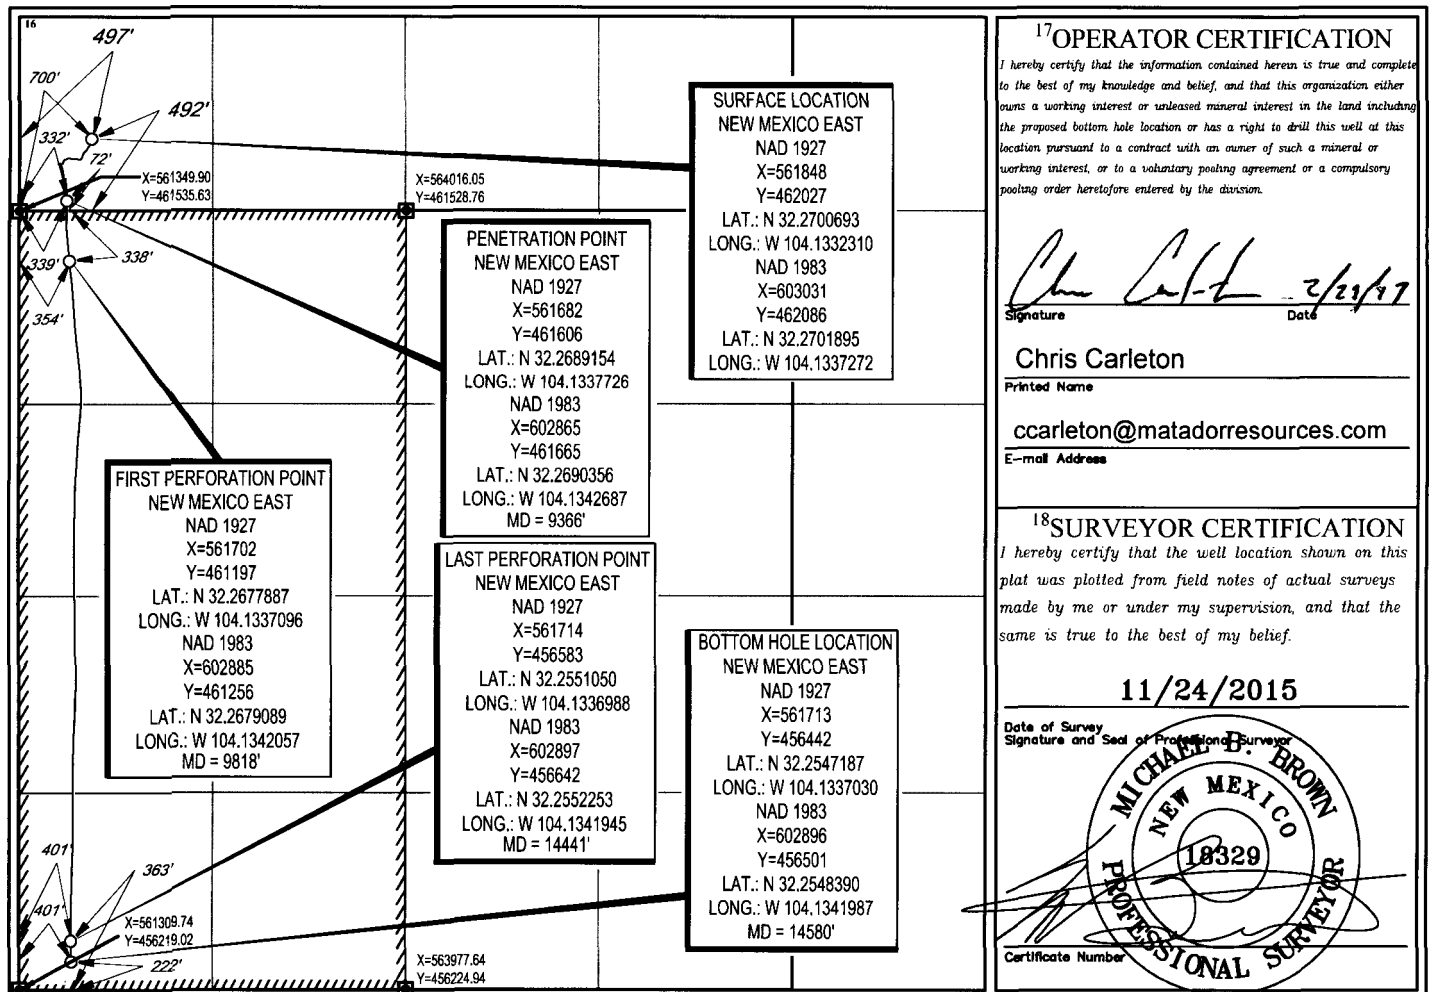 16
497'
700'
492'
332'
72'
X=561349.90
Y=461535.63
X=564016.05
Y=461528.76
339'
338'
354'
SURFACE LOCATION
NEW MEXICO EAST
NAD 1927
X=561848
Y=462027
LAT.: N 32.2700693
LONG.: W 104.1332310
NAD 1983
X=603031
Y=462086
LAT.: N 32.2701895
LONG.: W 104.1337272
PENETRATION POINT
NEW MEXICO EAST
NAD 1927
X=561682
Y=461606
LAT.: N 32.2689154
LONG.: W 104.1337726
NAD 1983
X=602865
Y=461665
LAT.: N 32.2690356
LONG.: W 104.1342687
MD = 9366'
FIRST PERFORATION POINT
NEW MEXICO EAST
NAD 1927
X=561702
Y=461197
LAT.: N 32.2677887
LONG.: W 104.1337096
NAD 1983
X=602885
Y=461256
LAT.: N 32.2679089
LONG.: W 104.1342057
MD = 9818'
LAST PERFORATION POINT
NEW MEXICO EAST
NAD 1927
X=561714
Y=456583
LAT.: N 32.2551050
LONG.: W 104.1336988
NAD 1983
X=602897
Y=456642
LAT.: N 32.2552253
LONG.: W 104.1341945
MD = 14441'
BOTTOM HOLE LOCATION
NEW MEXICO EAST
NAD 1927
X=561713
Y=456442
LAT.: N 32.2547187
LONG.: W 104.1337030
NAD 1983
X=602896
Y=456501
LAT.: N 32.2548390
LONG.: W 104.1341987
MD = 14580'
401'
363'
401'
X=561309.74
Y=456219.02
222'
X=563977.64
Y=456224.94
17 OPERATOR CERTIFICATION
I hereby certify that the information contained herein is true and complete
to the best of my knowledge and belief, and that this organization either
owns a working interest or unleased mineral interest in the land including
the proposed bottom hole location or has a right to drill this well at this
location pursuant to a contract with an owner of such a mineral or
working interest, or to a voluntary pooling agreement or a compulsory
pooling order heretofore entered by the division.
Signature Date
Chris Carleton
Printed Name
ccarleton@matadorresources.com
E-mail Address
18 SURVEYOR CERTIFICATION
I hereby certify that the well location shown on this
plat was plotted from field notes of actual surveys
made by me or under my supervision, and that the
same is true to the best of my belief.
11/24/2015
Date of Survey
Signature and Seal of Professional Surveyor
MICHAEL B. BROWN
NEW MEXICO
18329
PROFESSIONAL SURVEYOR
Certificate Number